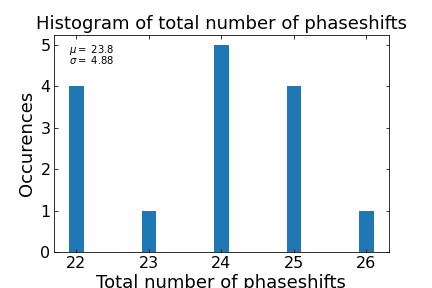 Histogram of total number of phaseshifts
μ = 23.8
σ = 4.88
5
4
3
2
1
0
Occurences
22 23 24 25 26
Total number of phaseshifts